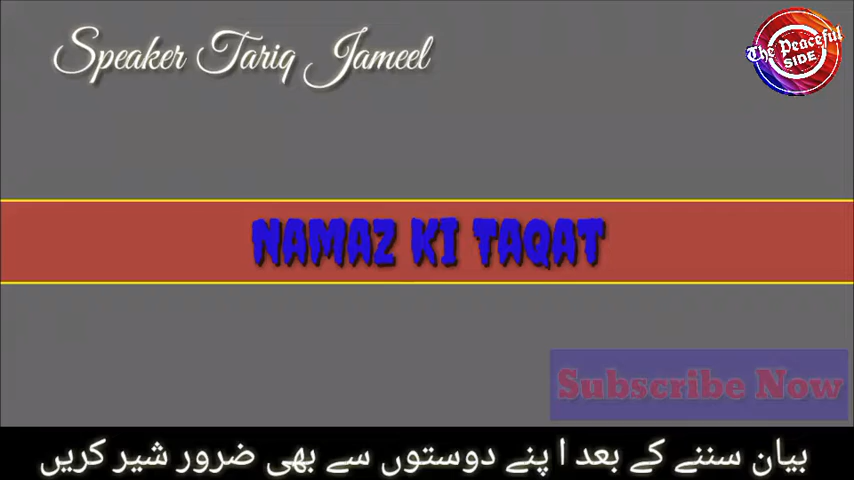 Speaker Tariq Jameel
The Peaceful
SIDE
NAMAZ KI TAQAT
Subscribe Now
بیان سننے کے بعد ا پنے دوستوں سے بھی ضرور شیر کریں